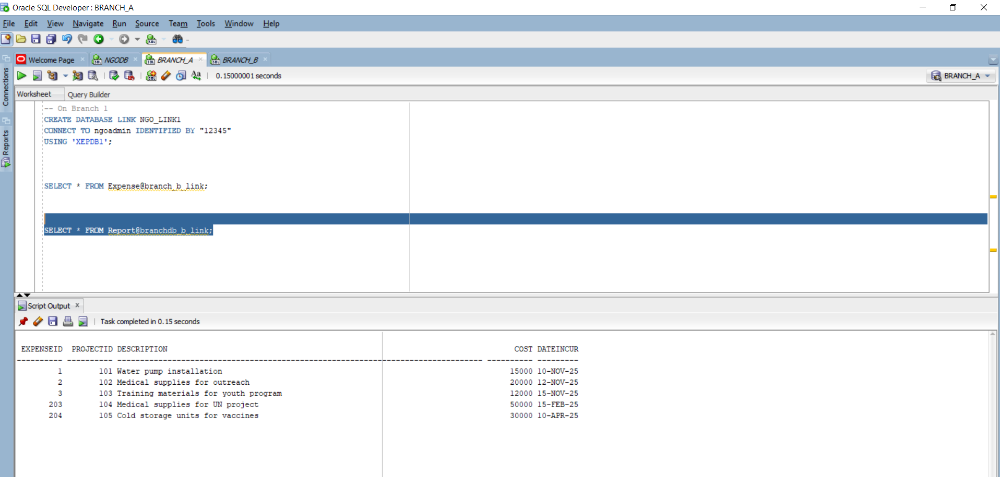 Oracle SQL Developer : BRANCH_A
File Edit View Navigate Run Source Team Tools Window Help
Welcome Page NGODB BRANCH_A BRANCH_B
0.15000001 seconds BRANCH_A
Connections
Reports
Worksheet Query Builder
-- On Branch 1
CREATE DATABASE LINK NGO_LINK1
CONNECT TO ngoadmin IDENTIFIED BY "12345"
USING 'XEPDB1';
SELECT * FROM Expense@branch_b_link;
SELECT * FROM Report@branchdb_b_link;
Script Output x
Task completed in 0.15 seconds
EXPENSEID PROJECTID DESCRIPTION COST DATEINCUR
---------- ---------- -------------------------------------------------------------------------------- ---------- ---------
1 101 Water pump installation 15000 10-NOV-25
2 102 Medical supplies for outreach 20000 12-NOV-25
3 103 Training materials for youth program 12000 15-NOV-25
203 104 Medical supplies for UN project 50000 15-FEB-25
204 105 Cold storage units for vaccines 30000 10-APR-25